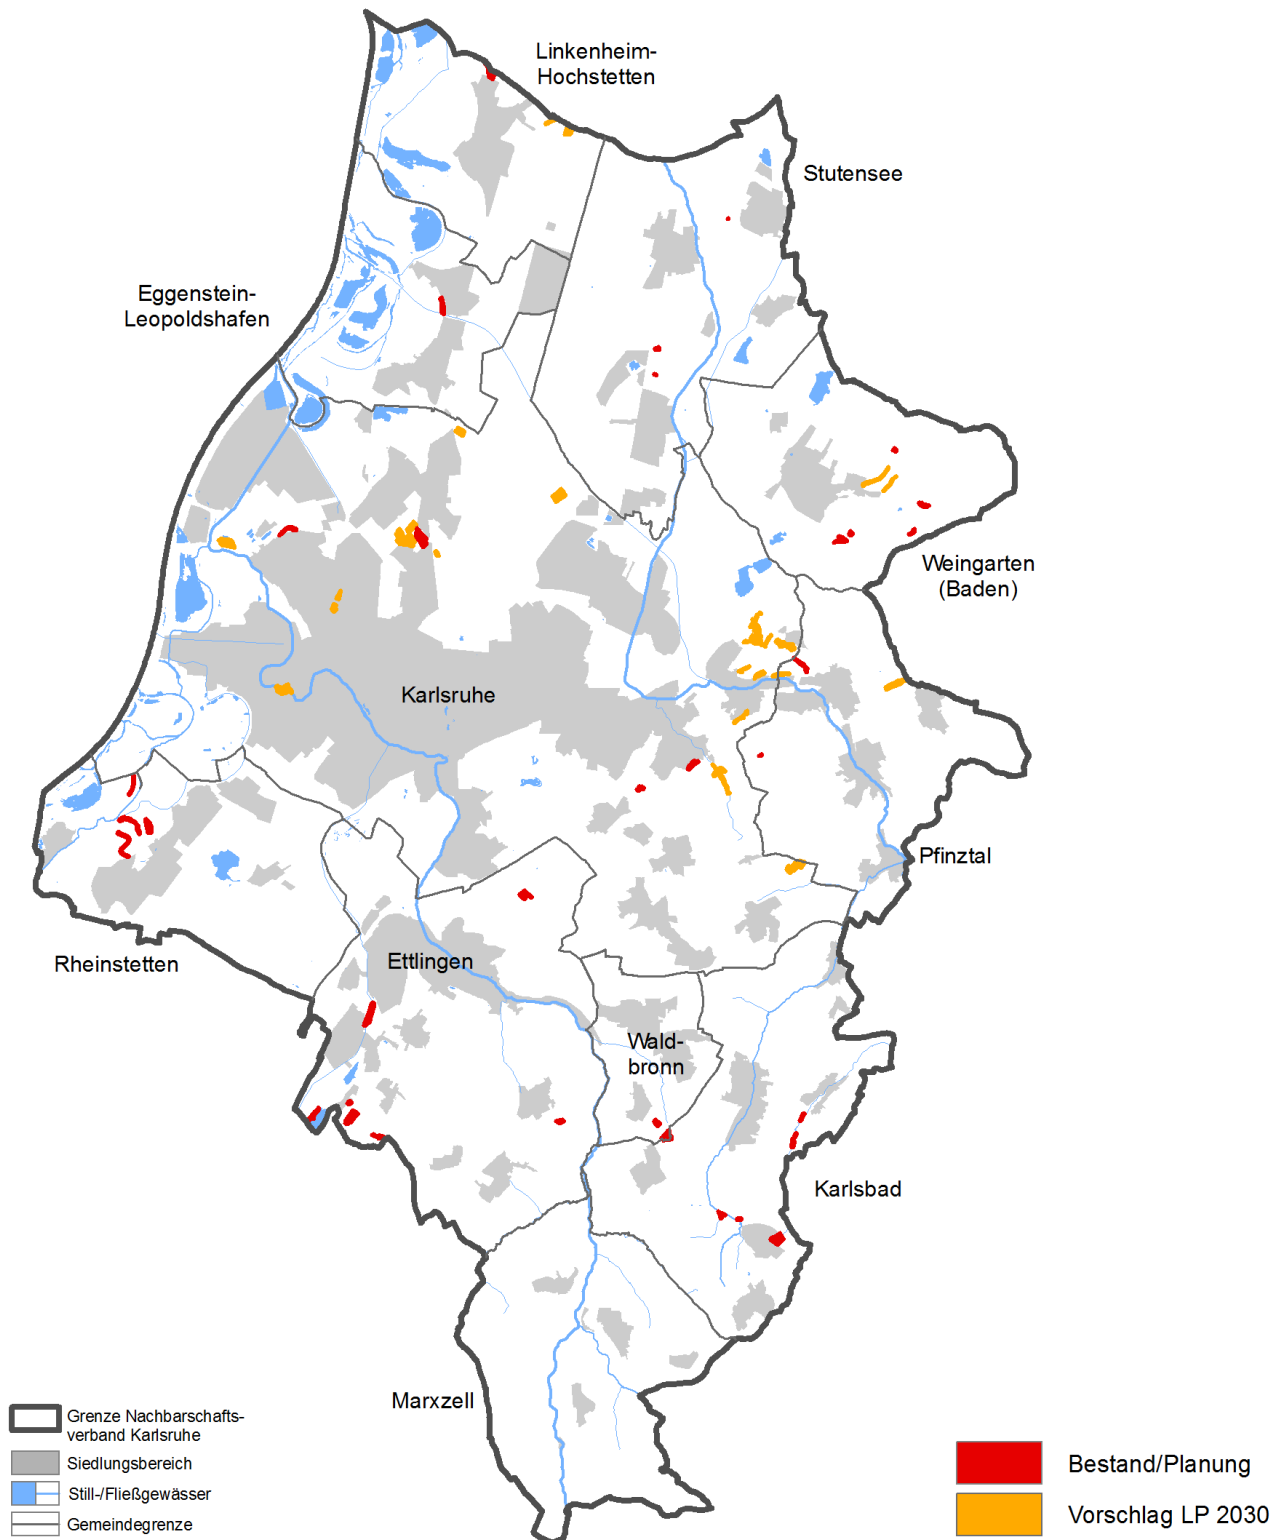 Linkenheim-
Hochstetten
Stutensee
Eggenstein-
Leopoldshafen
Weingarten
(Baden)
Karlsruhe
Pfinztal
Rheinstetten
Ettlingen
Wald-
bronn
Karlsbad
Marxzell
Grenze Nachbarschafts-
verband Karlsruhe
Siedlungsbereich
Still-/Fließgewässer
Gemeindegrenze
Bestand/Planung
Vorschlag LP 2030